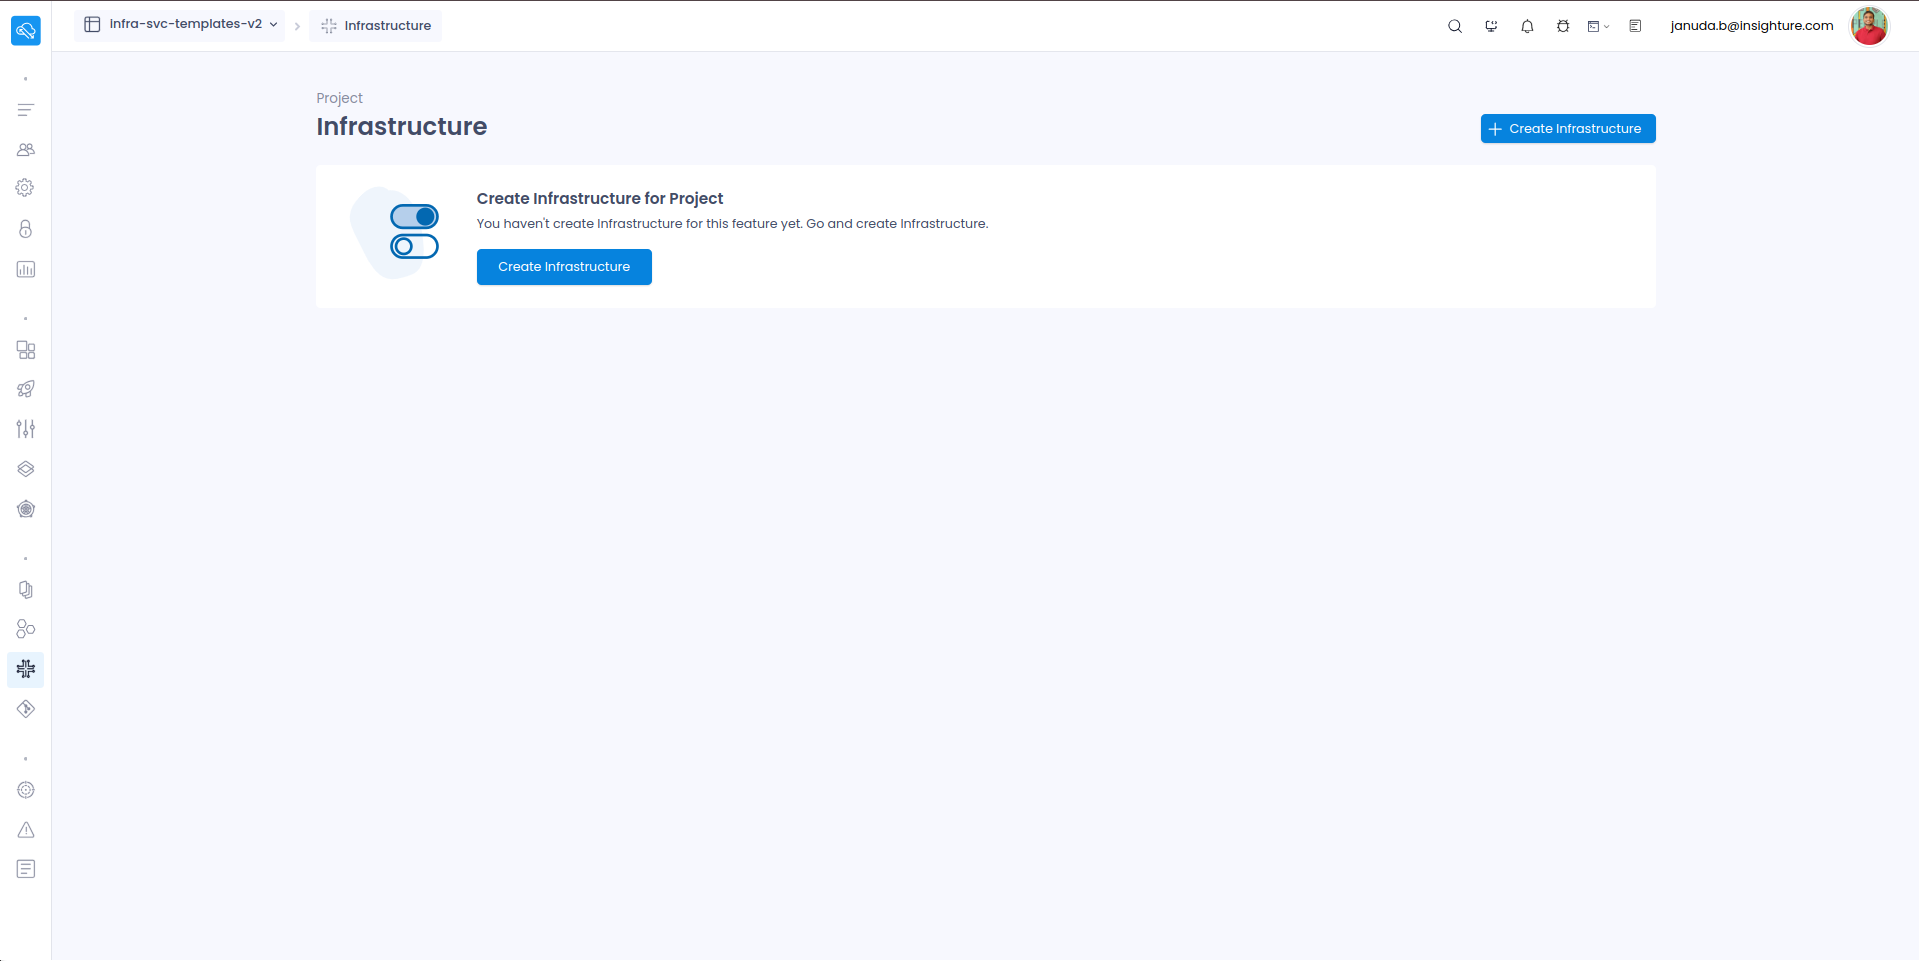 infra-svc-templates-v2
Infrastructure
januda.b@insighture.com
Project
Infrastructure
Create Infrastructure
Create Infrastructure for Project
You haven't create Infrastructure for this feature yet. Go and create Infrastructure.
Create Infrastructure